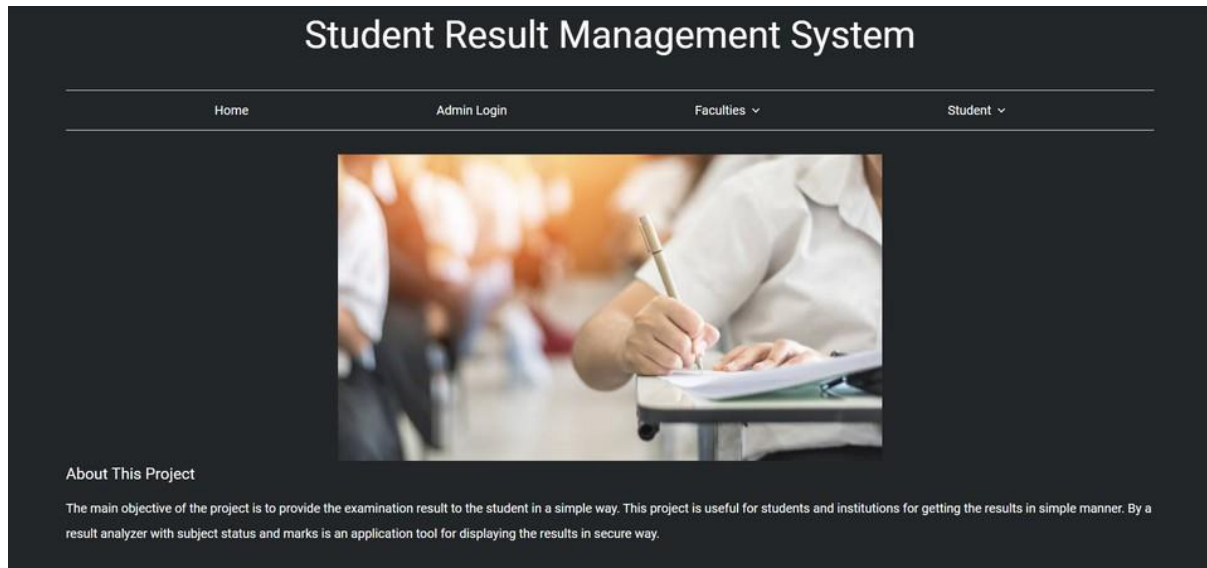 Student Result Management System
Home
Admin Login
Faculties
Student
About This Project
The main objective of the project is to provide the examination result to the student in a simple way. This project is useful for students and institutions for getting the results in simple manner. By a
result analyzer with subject status and marks is an application tool for displaying the results in secure way.